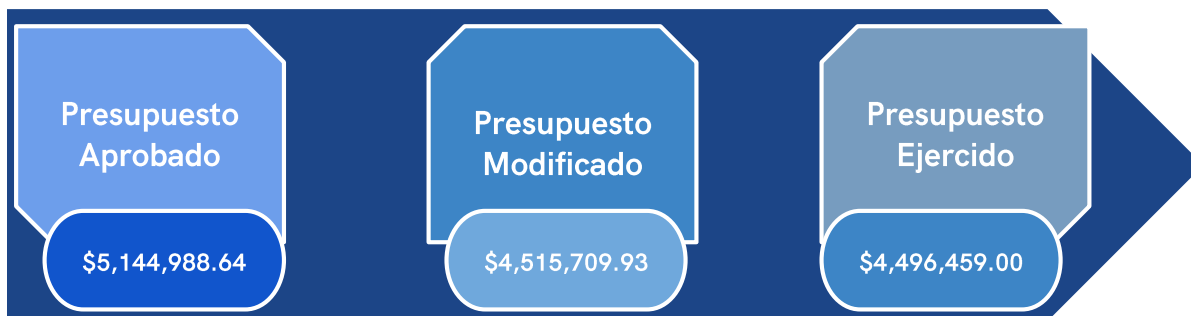 Presupuesto
Aprobado
$5,144,988.64
Presupuesto
Modificado
$4,515,709.93
Presupuesto
Ejercido
$4,496,459.00